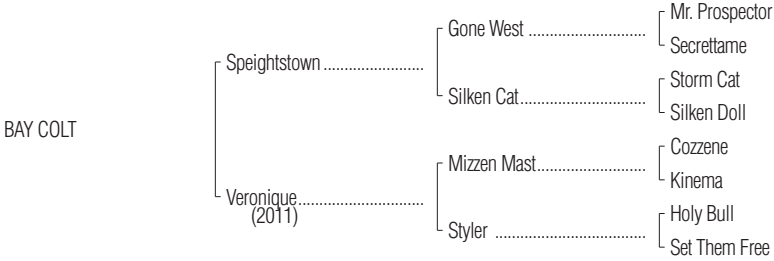 Mr. Prospector
Gone West ........................
Secrettame
Speightstown ....................
Storm Cat
Silken Cat.........................
Silken Doll
BAY COLT
Cozzene
Mizzen Mast.....................
Kinema
Veronique.........................
(2011)
Holy Bull
Styler ..............................
Set Them Free